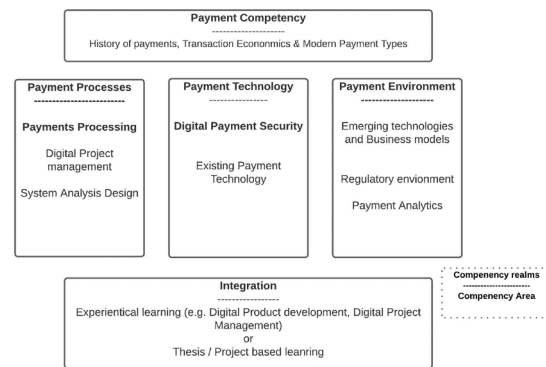 Payment Competency
--------------------
History of payments, Transaction Econonmics & Modern Payment Types
Payment Processes
-------------------------
Payments Processing
Digital Project
management
System Analysis Design
Payment Technology
----------------
Digital Payment Security
Existing Payment
Technology
Payment Environment
--------------------
Emerging technologies
and Business models
Regulatory envionment
Payment Analytics
Compenency realms
----------------------
Compenency Area
Integration
-----------------
Experientical learning (e.g. Digital Product development, Digital Project
Management)
or
Thesis / Project based leanring